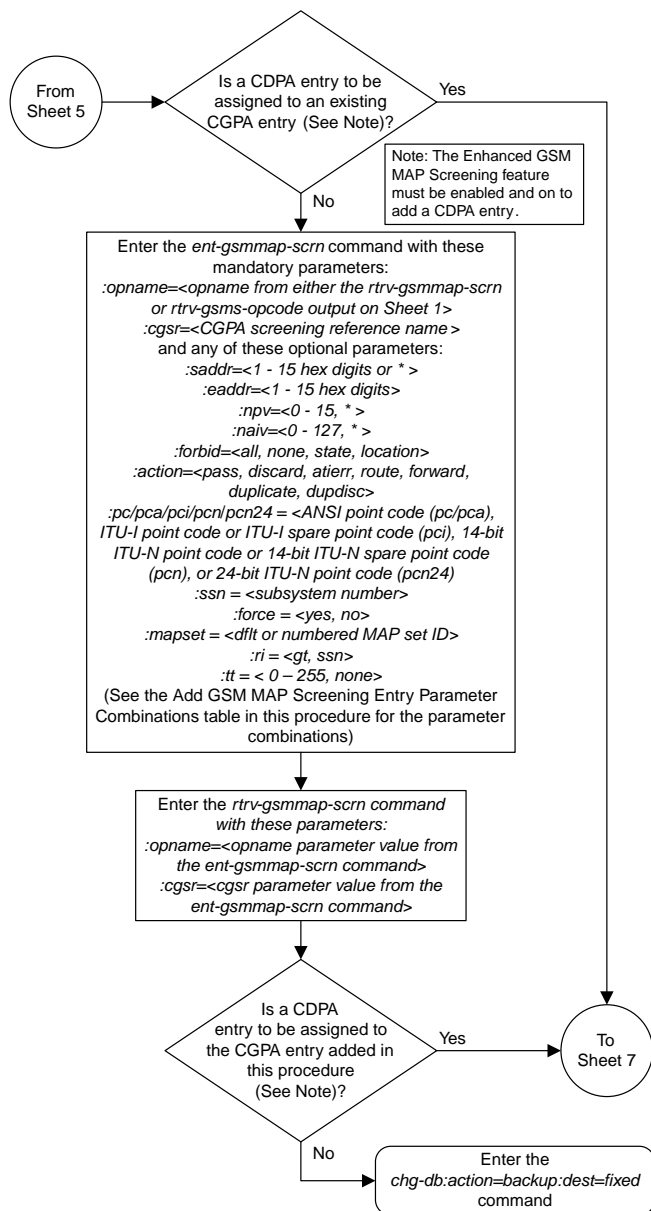 From
Sheet 5
Is a CDPA entry to be
assigned to an existing
CGPA entry (See Note)?
Yes
Note: The Enhanced GSM
MAP Screening feature
must be enabled and on to
add a CDPA entry.
No
Enter the ent-gsmmap-scrn command with these
mandatory parameters:
:opname=<opname from either the rtrv-gsmmap-scrn
or rtrv-gsms-opcode output on Sheet 1>
:cgsr=<CGPA screening reference name>
and any of these optional parameters:
:saddr=<1 - 15 hex digits or * >
:eaddr=<1 - 15 hex digits>
:npv=<0 - 15, * >
:naiv=<0 - 127, * >
:forbid=<all, none, state, location>
:action=<pass, discard, atierr, route, forward,
duplicate, dupdisc>
:pc/pca/pci/pcn/pcn24 = <ANSI point code (pc/pca),
ITU-I point code or ITU-I spare point code (pci), 14-bit
ITU-N point code or 14-bit ITU-N spare point code
(pcn), or 24-bit ITU-N point code (pcn24)
:ssn = <subsystem number>
:force = <yes, no>
:mapset = <dflt or numbered MAP set ID>
:ri = <gt, ssn>
:tt = < 0 – 255, none>
(See the Add GSM MAP Screening Entry Parameter
Combinations table in this procedure for the parameter
combinations)
Enter the rtrv-gsmmap-scrn command
with these parameters:
:opname=<opname parameter value from
the ent-gsmmap-scrn command>
:cgsr=<cgsr parameter value from the
ent-gsmmap-scrn command>
Is a CDPA
entry to be assigned to
the CGPA entry added in
this procedure
(See Note)?
Yes
To
Sheet 7
No
Enter the
chg-db:action=backup:dest=fixed
command